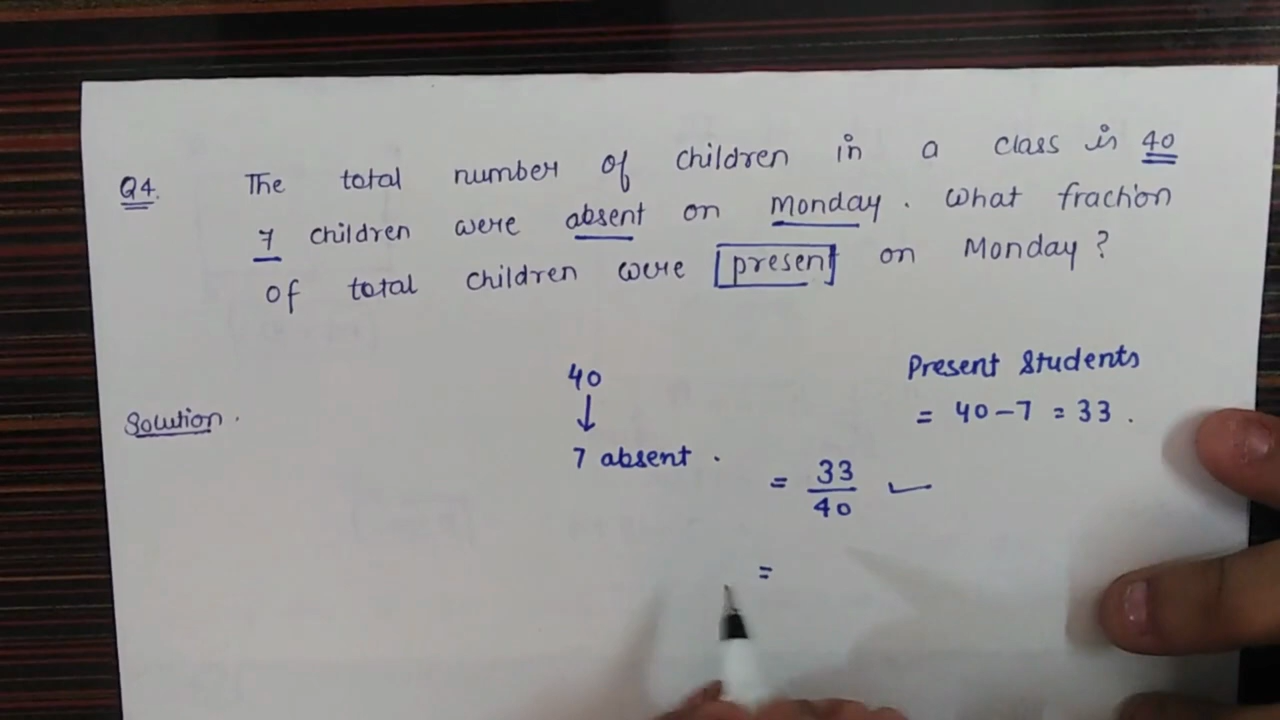 Q4. The total number of children in a class is 40
7 children were absent on Monday. What fraction
of total children were present on Monday?
Solution.
40
↓
7 absent.
Present Students
= 40-7 = 33.
= 33/40 ✓
=